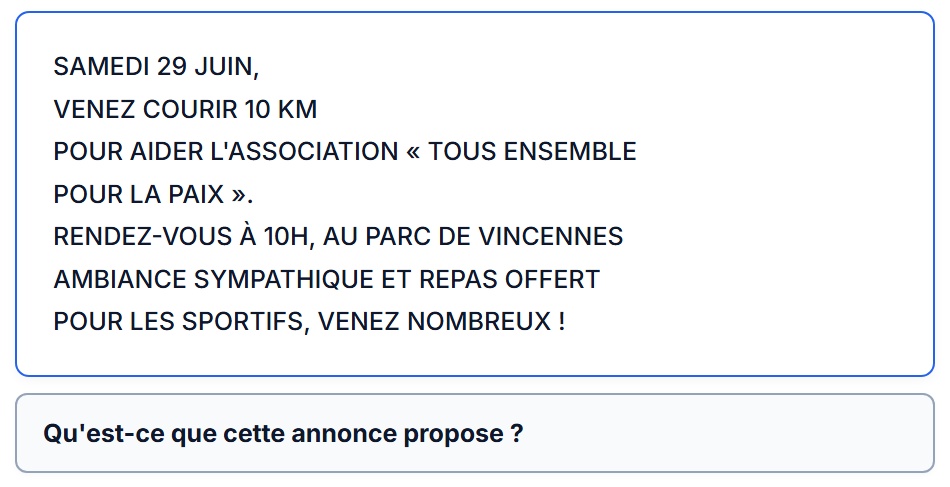 SAMEDI 29 JUIN,
VENEZ COURIR 10 KM
POUR AIDER L'ASSOCIATION « TOUS ENSEMBLE
POUR LA PAIX ».
RENDEZ-VOUS À 10H, AU PARC DE VINCENNES
AMBIANCE SYMPATHIQUE ET REPAS OFFERT
POUR LES SPORTIFS, VENEZ NOMBREUX !
Qu'est-ce que cette annonce propose ?